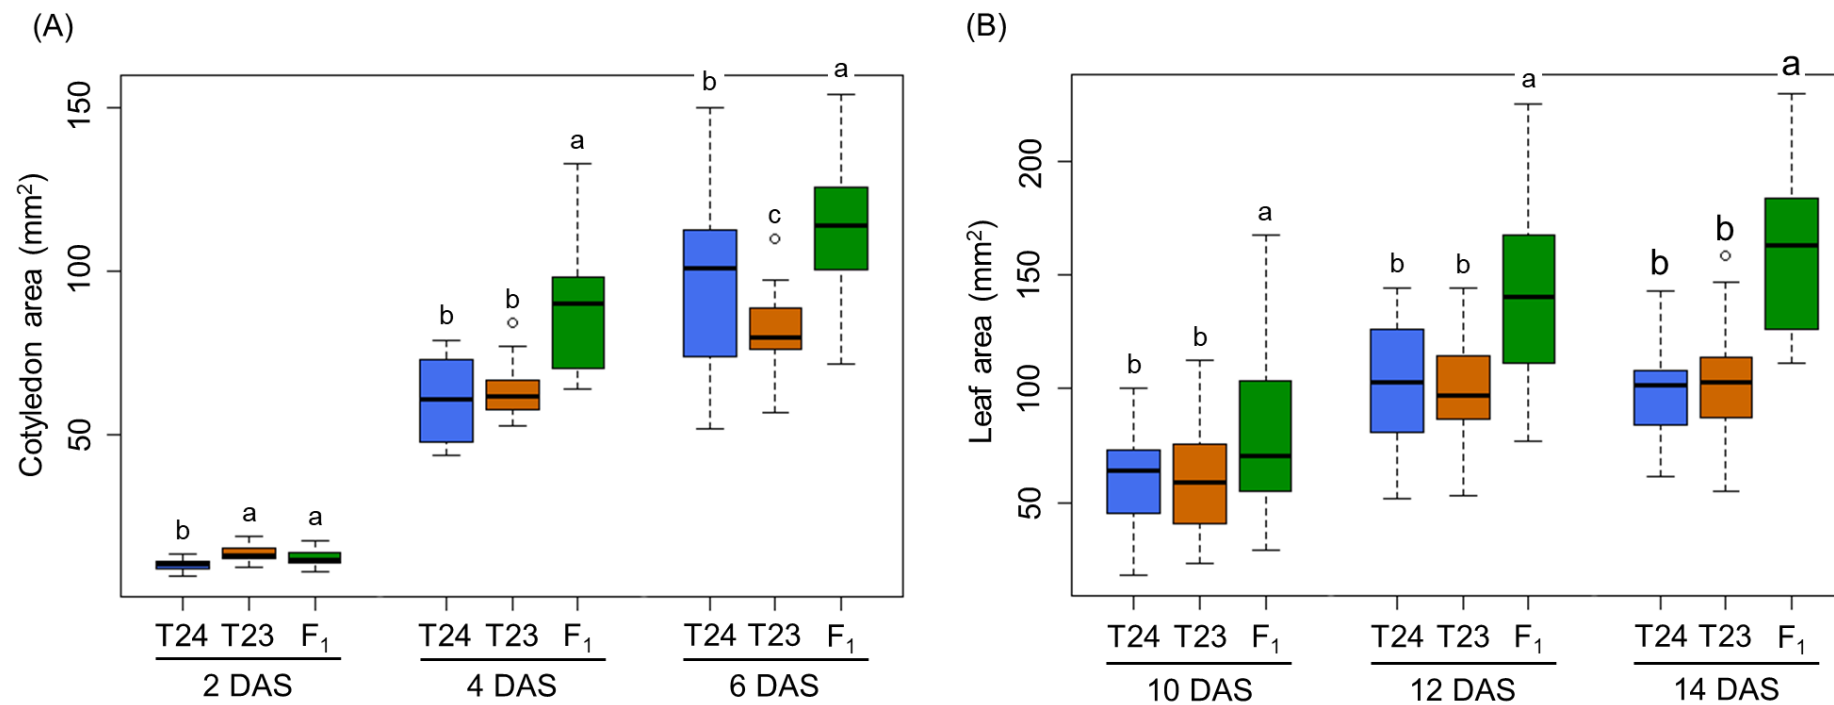 (A)
Cotyledon area (mm²)
150
100
50
b
a
a
b
b
a
b
c
a
T24 T23 F₁ T24 T23 F₁ T24 T23 F₁
2 DAS 4 DAS 6 DAS
(B)
Leaf area (mm²)
200
150
100
50
b
b
a
b
b
a
b
b
a
T24 T23 F₁ T24 T23 F₁ T24 T23 F₁
10 DAS 12 DAS 14 DAS